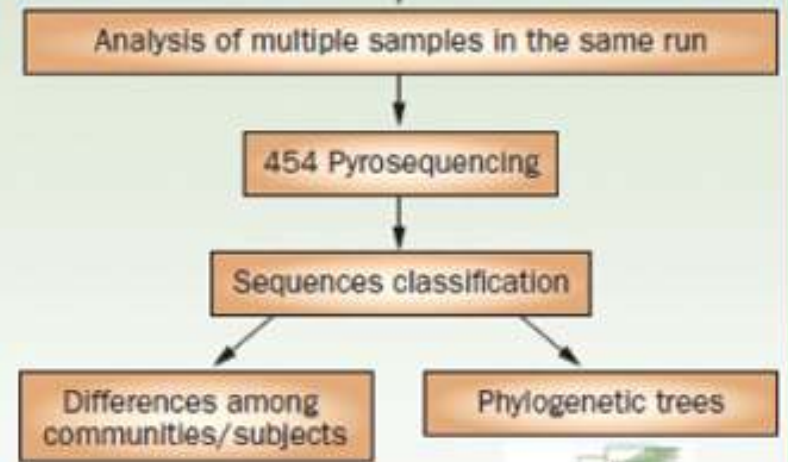 Analysis of multiple samples in the same run
454 Pyrosequencing
Sequences classification
Differences among
communities/subjects
Phylogenetic trees